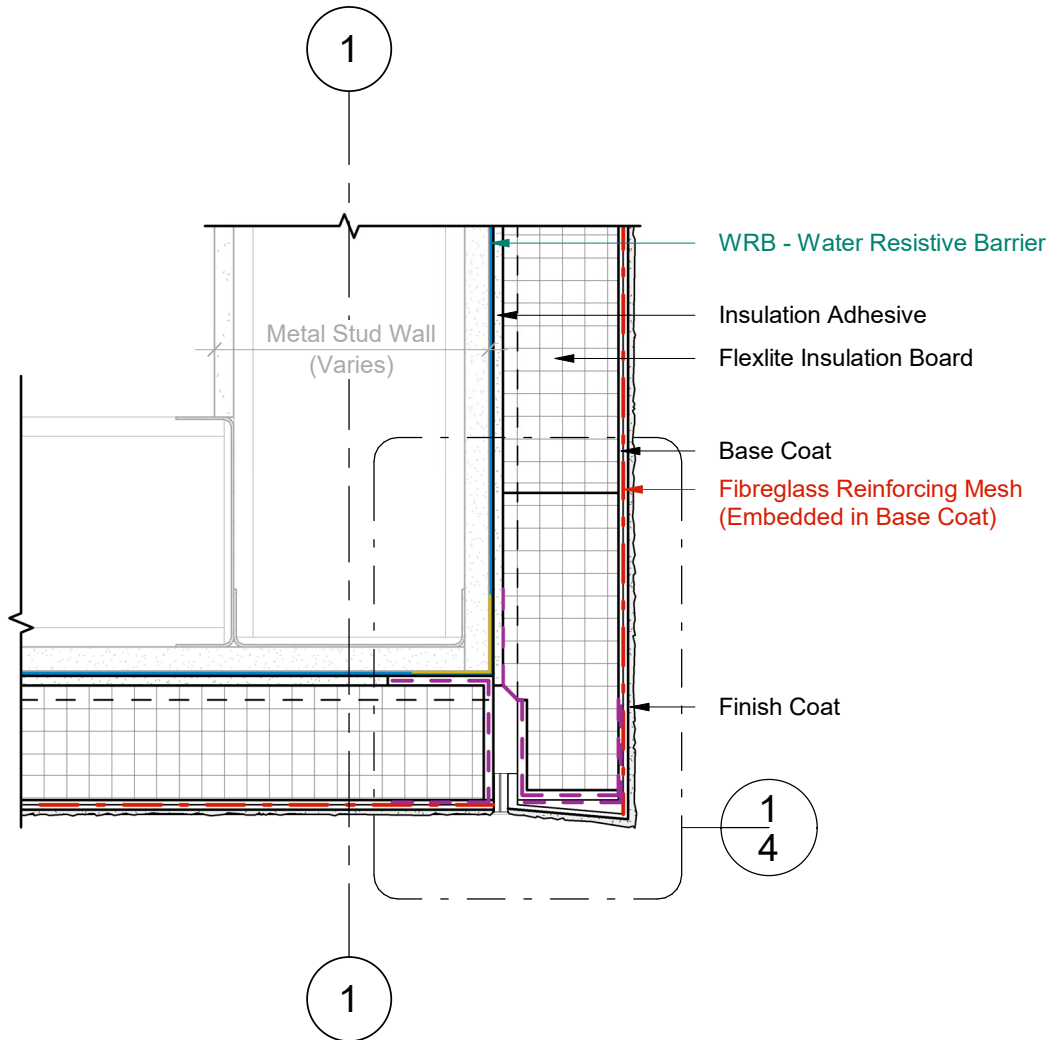 1
WRB - Water Resistive Barrier
Insulation Adhesive
Metal Stud Wall
(Varies)
Flexlite Insulation Board
Base Coat
Fibreglass Reinforcing Mesh
(Embedded in Base Coat)
Finish Coat
1
4
1